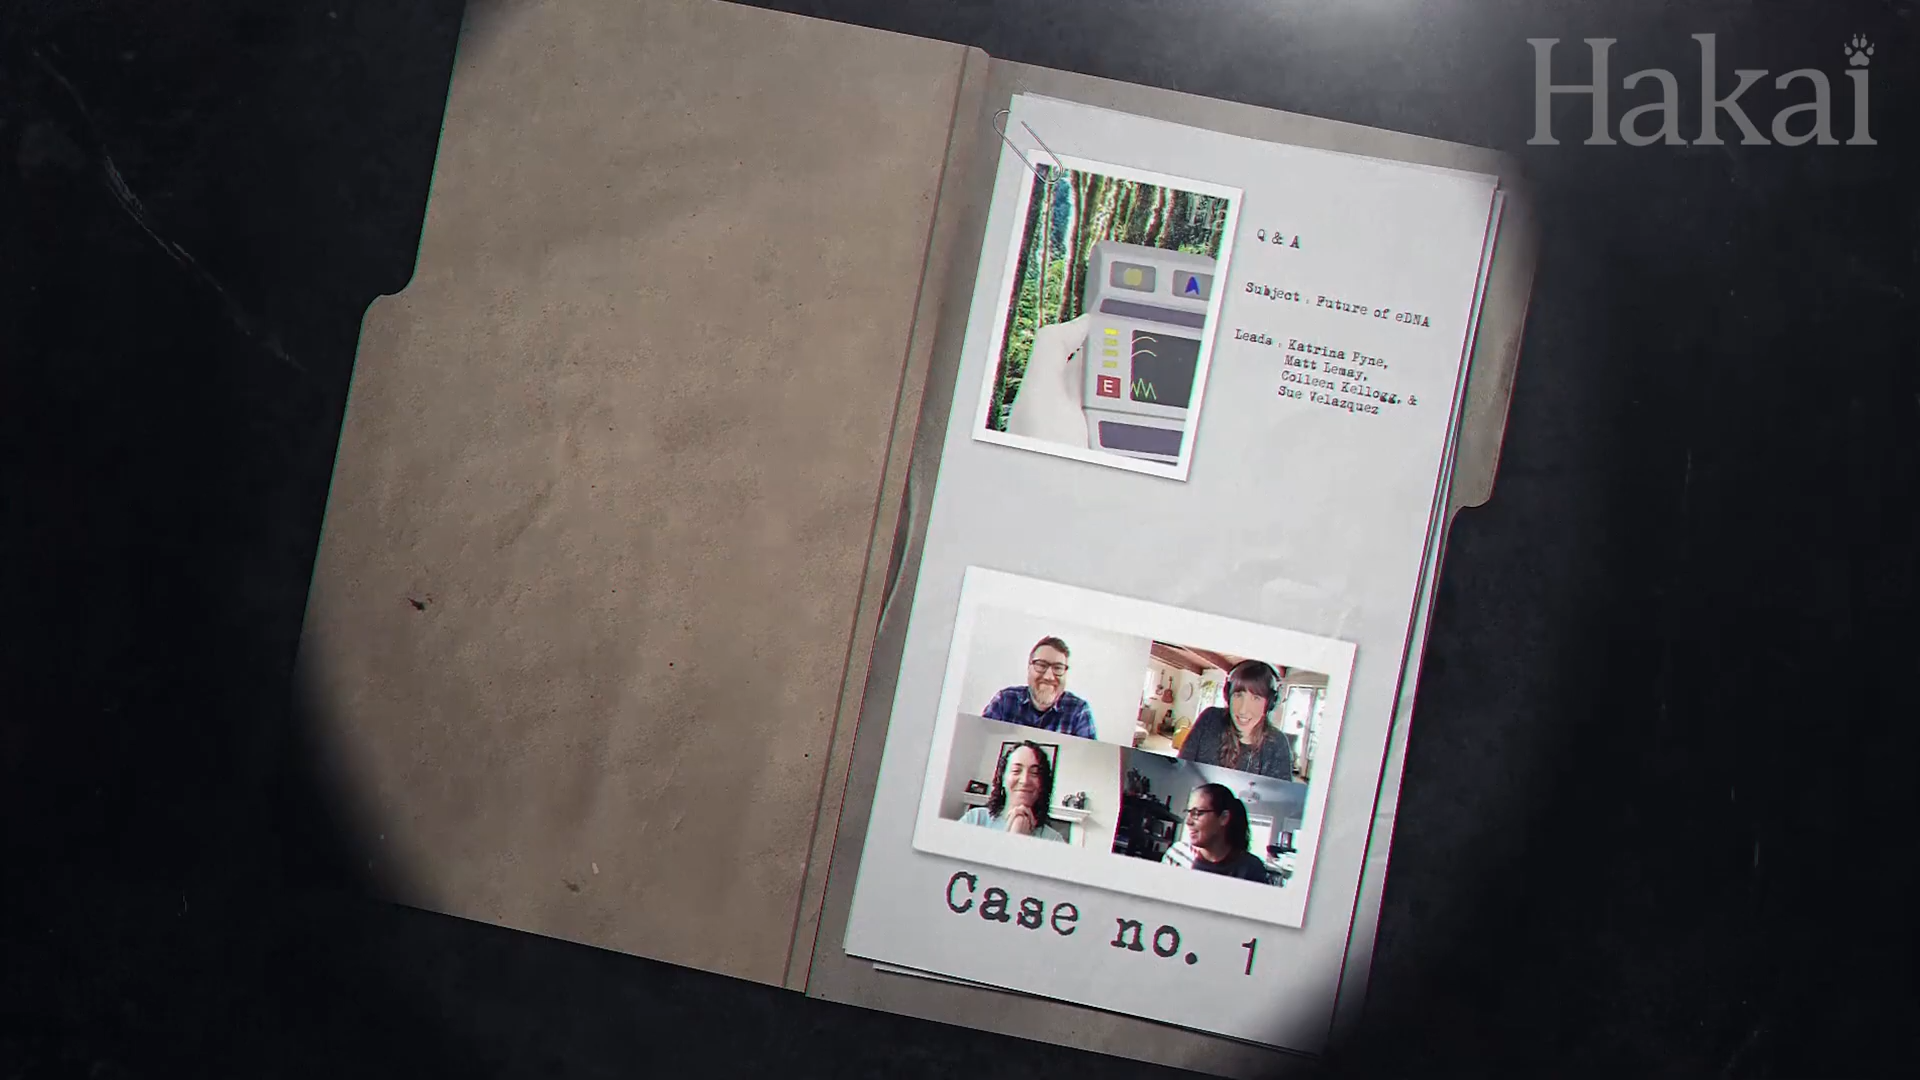 Hakai
Q & A
Subject : Future of eDNA
Leads : Katrina Pyne,
Matt Lemay,
Colleen Kellogg, &
Sue Velazquez
A
E
Case no. 1